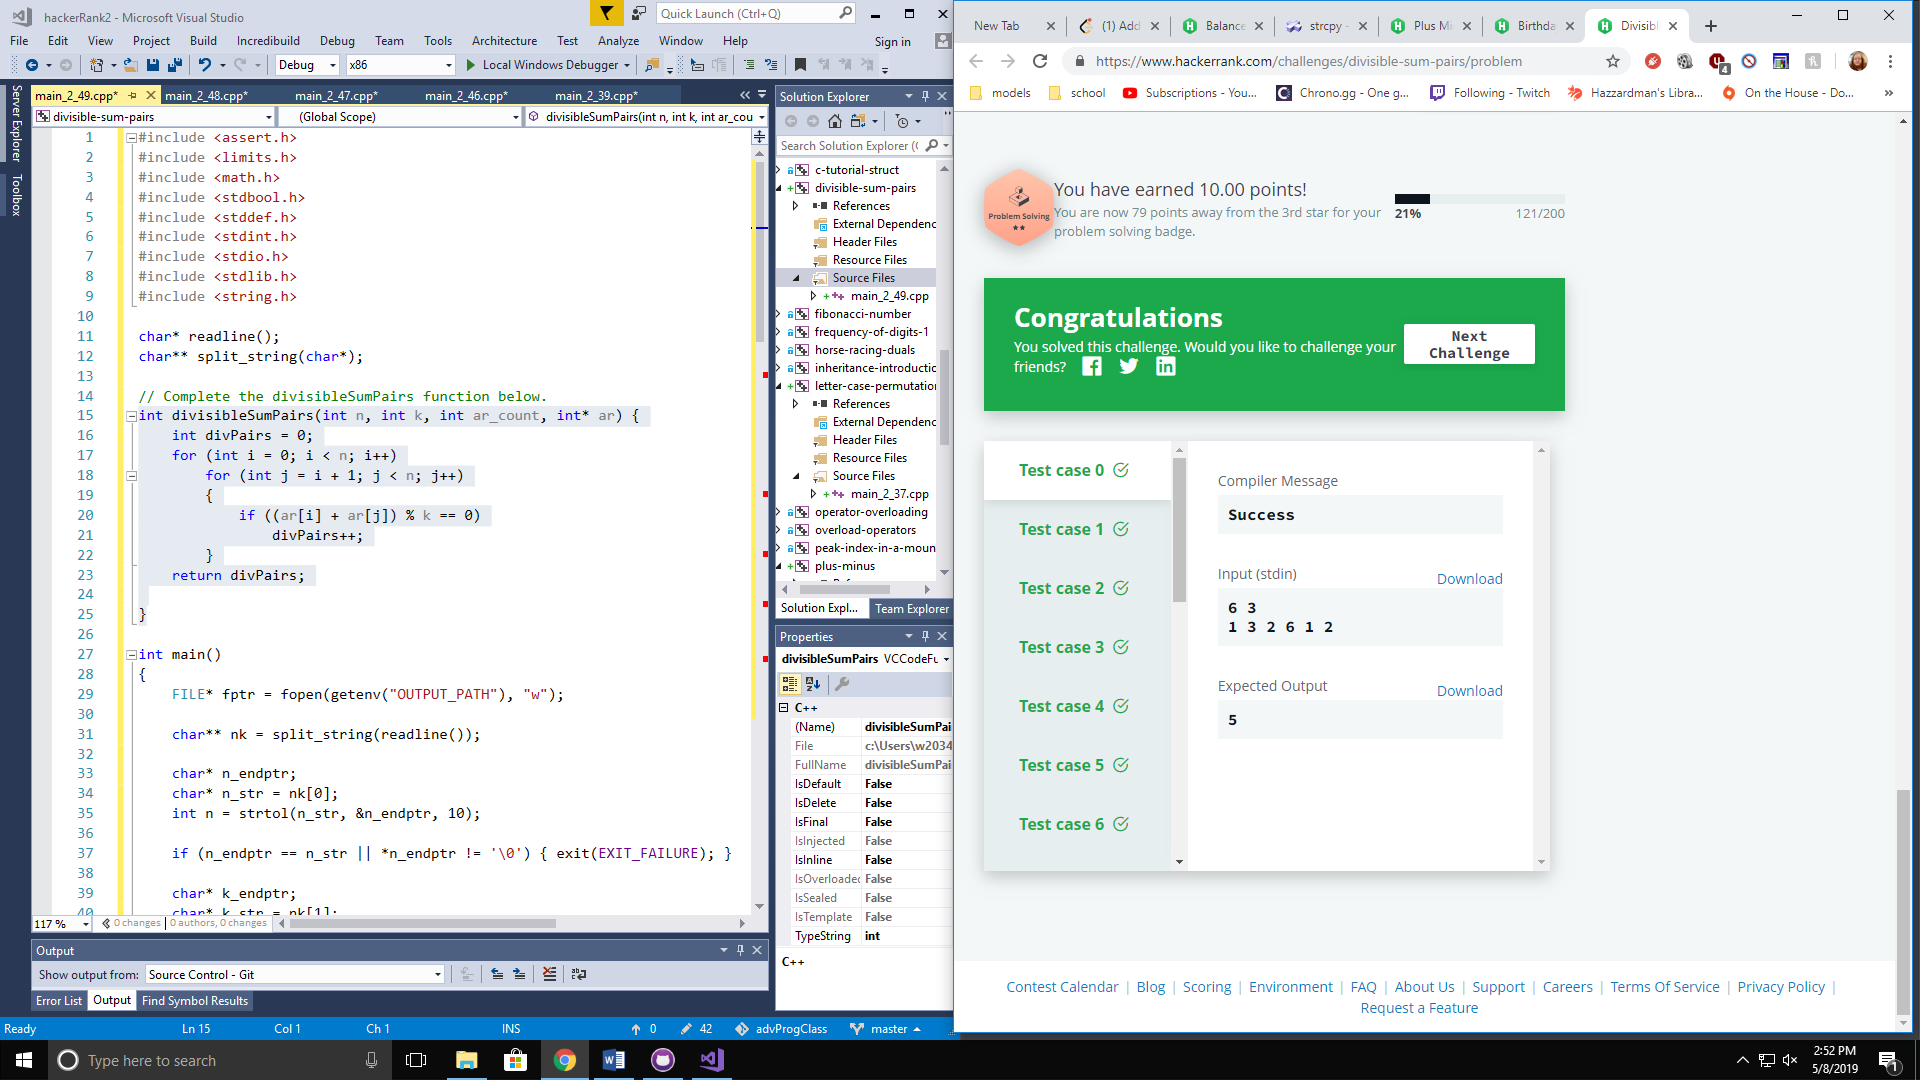 hackerRank2 - Microsoft Visual Studio
Quick Launch (Ctrl+Q)
File Edit View Project Build Incredibuild Debug Team Tools Architecture Test Analyze Window Help Sign in
Debug x86 Local Windows Debugger
Server Explorer
Toolbox
main_2_49.cpp* main_2_48.cpp* main_2_47.cpp* main_2_46.cpp* main_2_39.cpp*
divisible-sum-pairs (Global Scope) divisibleSumPairs(int n, int k, int ar_cou
1 #include <assert.h>
2 #include <limits.h>
3 #include <math.h>
4 #include <stdbool.h>
5 #include <stddef.h>
6 #include <stdint.h>
7 #include <stdio.h>
8 #include <stdlib.h>
9 #include <string.h>
10
11 char* readline();
12 char** split_string(char*);
13
14 // Complete the divisibleSumPairs function below.
15 int divisibleSumPairs(int n, int k, int ar_count, int* ar) {
16 int divPairs = 0;
17 for (int i = 0; i < n; i++)
18 for (int j = i + 1; j < n; j++)
19 {
20 if ((ar[i] + ar[j]) % k == 0)
21 divPairs++;
22 }
23 return divPairs;
24
25 }
26
27 int main()
28 {
29 FILE* fptr = fopen(getenv("OUTPUT_PATH"), "w");
30
31 char** nk = split_string(readline());
32
33 char* n_endptr;
34 char* n_str = nk[0];
35 int n = strtol(n_str, &n_endptr, 10);
36
37 if (n_endptr == n_str || *n_endptr != '\0') { exit(EXIT_FAILURE); }
38
39 char* k_endptr;
40 char* k_str = nk[1];
117 % 0 changes | 0 authors, 0 changes
Output
Show output from: Source Control - Git
Error List Output Find Symbol Results
Ready Ln 15 Col 1 Ch 1 INS 0 42 advProgClass master
Solution Explorer
Search Solution Explorer (
c-tutorial-struct
divisible-sum-pairs
References
External Dependenc
Header Files
Resource Files
Source Files
main_2_49.cpp
fibonacci-number
frequency-of-digits-1
horse-racing-duals
inheritance-introductio
letter-case-permutation
References
External Dependenc
Header Files
Resource Files
Source Files
main_2_37.cpp
operator-overloading
overload-operators
peak-index-in-a-moun
plus-minus
Solution Expl... Team Explorer
Properties
divisibleSumPairs VCCodeFu
C++
(Name) divisibleSumPai
File c:\Users\w2034
FullName divisibleSumPai
IsDefault False
IsDelete False
IsFinal False
IsInjected False
IsInline False
IsOverloaded False
IsSealed False
IsTemplate False
TypeString int
C++
New Tab (1) Add Balance strcpy - Plus Mi Birthda Divisibl
https://www.hackerrank.com/challenges/divisible-sum-pairs/problem
4
models school Subscriptions - You... Chrono.gg - One g... Following - Twitch Hazzardman's Libra... On the House - Do... »
Problem Solving
You have earned 10.00 points!
You are now 79 points away from the 3rd star for your
problem solving badge.
21% 121/200
Congratulations
You solved this challenge. Would you like to challenge your
friends?
Next
Challenge
Test case 0
Test case 1
Test case 2
Test case 3
Test case 4
Test case 5
Test case 6
Compiler Message
Success
Input (stdin) Download
6 3
1 3 2 6 1 2
Expected Output Download
5
Contest Calendar | Blog | Scoring | Environment | FAQ | About Us | Support | Careers | Terms Of Service | Privacy Policy |
Request a Feature
Type here to search
2:52 PM
5/8/2019
1